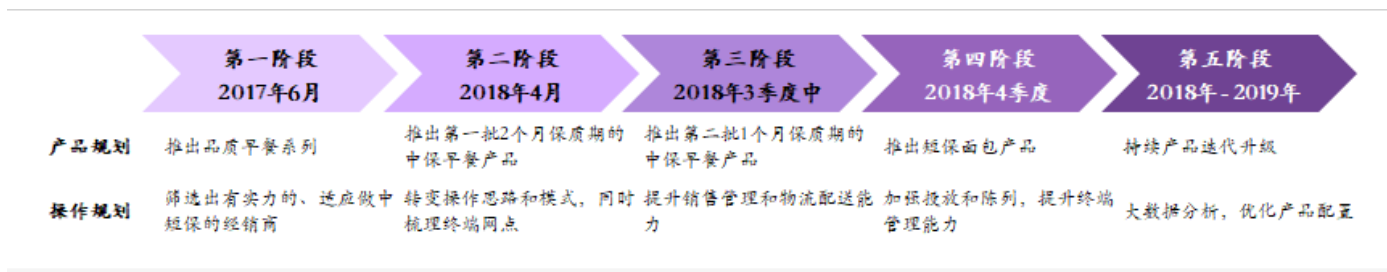 第一阶段
2017年6月
第二阶段
2018年4月
第三阶段
2018年3季度中
第四阶段
2018年4季度
第五阶段
2018年-2019年
产品规划
推出品质早餐系列
推出第一批2个月保质期的
中保早餐产品
推出第二批1个月保质期的
中保早餐产品
推出短保面包产品
持续产品迭代升级
操作规划
筛选出有实力的、适应做中
短保的经销商
转变操作思路和模式，同时
梳理终端网点
提升销售管理和物流配送能
力
加强投放和陈列，提升终端
管理能力
大数据分析，优化产品配置